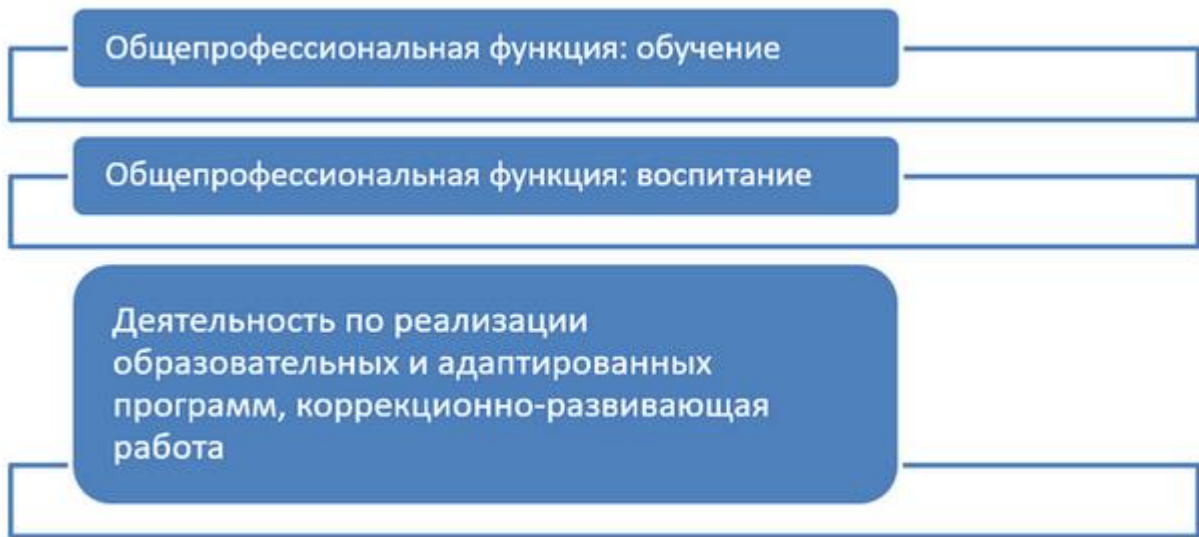 Общепрофессиональная функция: обучение
Общепрофессиональная функция: воспитание
Деятельность по реализации
образовательных и адаптированных
программ, коррекционно-развивающая
работа